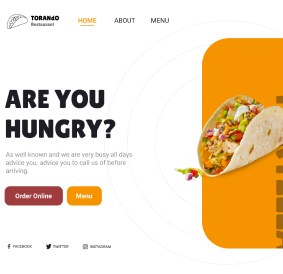 TORANdO
Restaurant
HOME ABOUT MENU
ARE YOU
HUNGRY?
As well known and we are very busy all days
advice you. advice you to call us of before
arriving.
Order Online Menu
FACEBOOK TWITTER INSTAGRAM